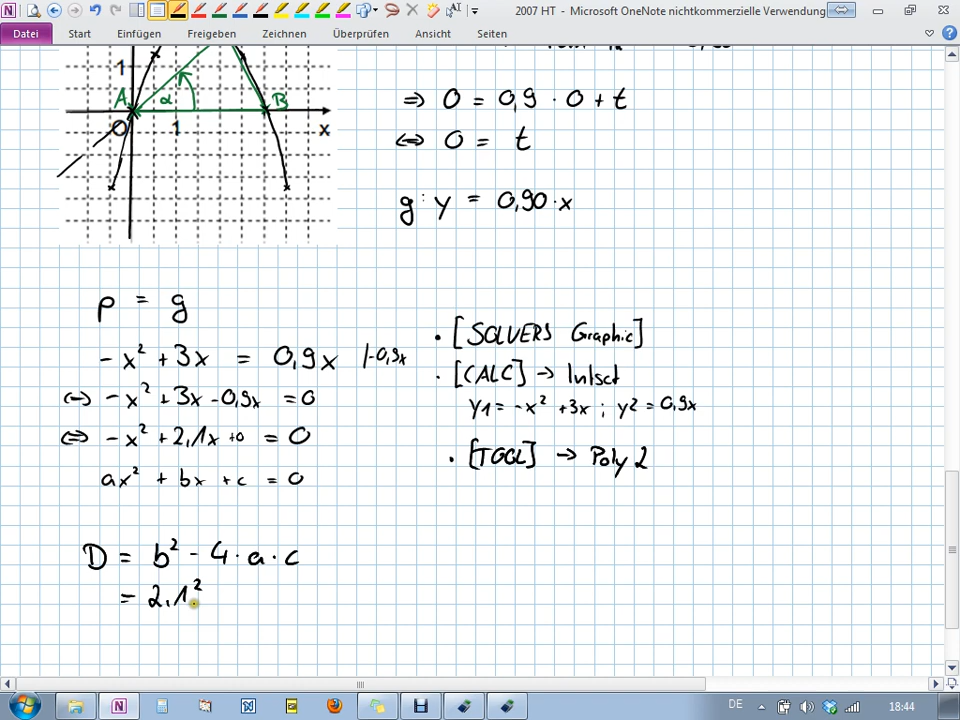 2007 HT - Microsoft OneNote nichtkommerzielle Verwendung
Datei Start Einfügen Freigeben Zeichnen Überprüfen Ansicht Seiten
1
A
α
B
O
1
x
⇒ 0 = 0,9 · 0 + t
⇔ 0 = t
g: y = 0,90 · x
p = g
- x² + 3x = 0,9x |-0,9x
⇔ - x² + 3x - 0,9x = 0
⇔ - x² + 2,1x + 0 = 0
ax² + bx + c = 0
• [SOLVERS Graphic]
• [CALC] → Intsct
Y1 = -x² + 3x ; y2 = 0,9x
• [TOOL] → Poly 2
D = b² - 4 · a · c
= 2,1²
DE
18:44